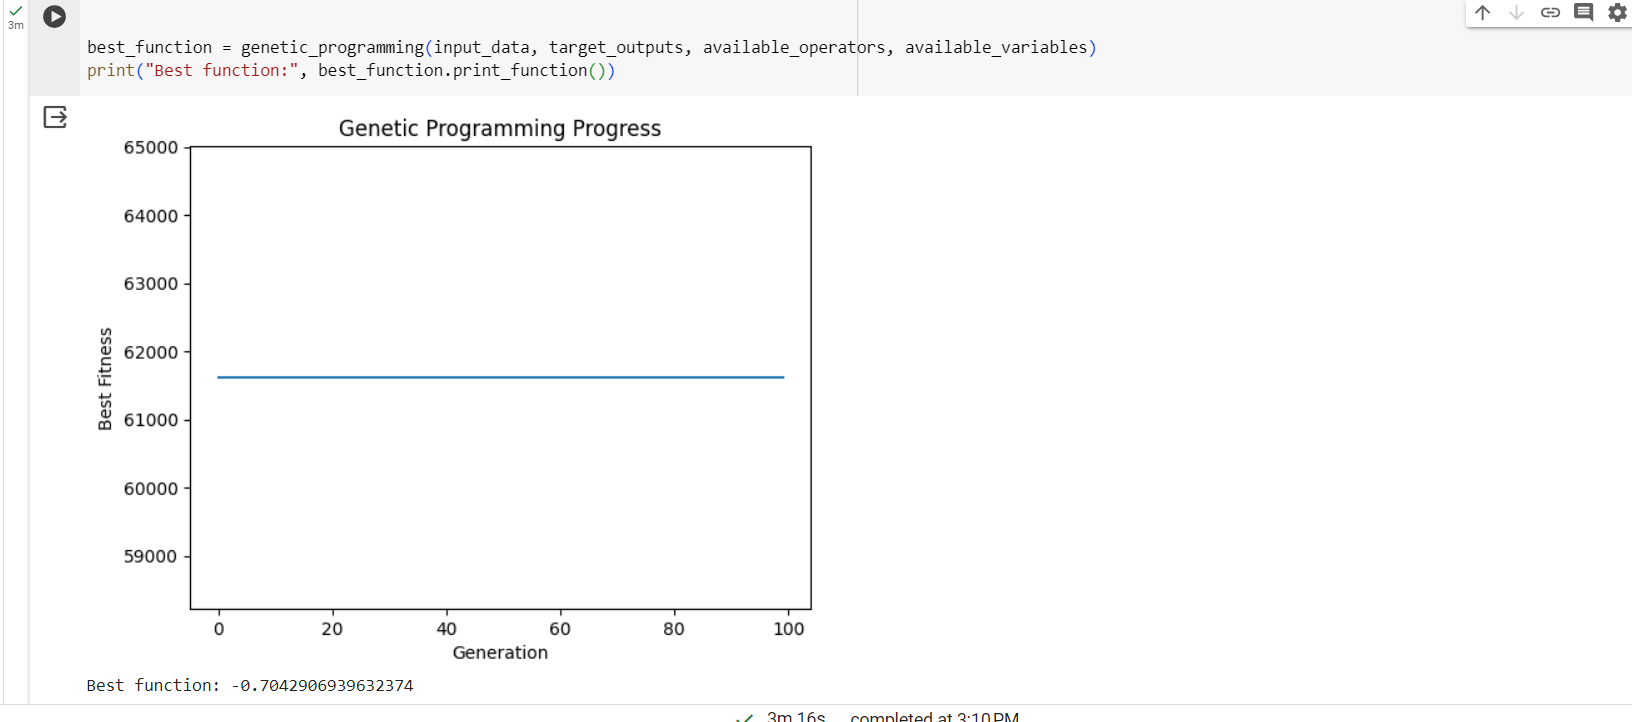 3m
best_function = genetic_programming(input_data, target_outputs, available_operators, available_variables)
print("Best function:", best_function.print_function())
Genetic Programming Progress
65000
64000
63000
62000
61000
60000
59000
Best Fitness
0 20 40 60 80 100
Generation
Best function: -0.7042906939632374
3m 16s completed at 3:10 PM